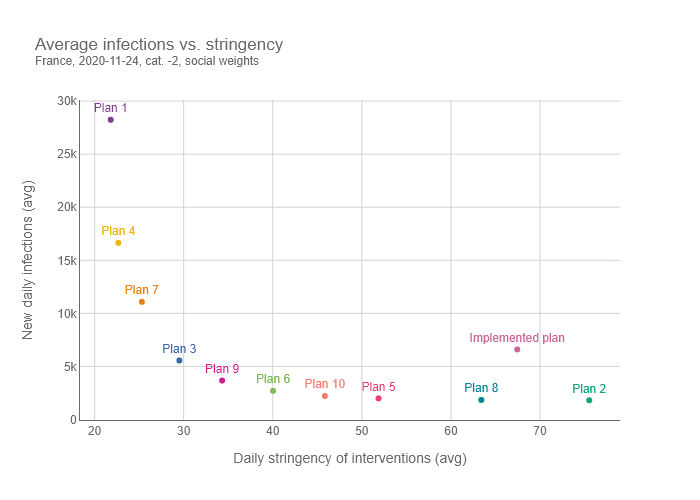 Average infections vs. stringency
France, 2020-11-24, cat. -2, social weights
30k
Plan 1
25k
20k
Plan 4
15k
Plan 7
10k
Implemented plan
Plan 3
5k
Plan 9
Plan 6
Plan 10
Plan 5
Plan 8
Plan 2
0
20
30
40
50
60
70
New daily infections (avg)
Daily stringency of interventions (avg)